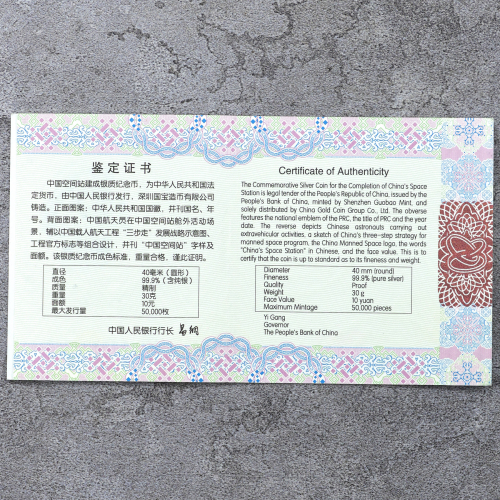 鉴定证书
中国空间站建成银质纪念币，为中华人民共和国法
定货币，由中国人民银行发行，深圳国宝造币有限公司
铸造。正面图案：中华人民共和国国徽，并刊国名、年
号。背面图案：中国航天员在中国空间站舱外活动场
景，辅以中国载人航天工程“三步走”发展战略示意图、
工程官方标志等组合设计，并刊“中国空间站”字样及
面额。该银质纪念币成色标准，重量合格，谨此证明。
直径 40毫米（圆形）
成色 99.9%（含纯银）
质量 精制
重量 30克
面额 10元
最大发行量 50,000枚
中国人民银行行长 易纲
Certificate of Authenticity
The Commemorative Silver Coin for the Completion of China's Space
Station is legal tender of the People's Republic of China, issued by the
People's Bank of China, minted by Shenzhen Guobao Mint, and
solely distributed by China Gold Coin Group Co., Ltd. The obverse
features the national emblem of the PRC, the title of PRC, and the year
date. The reverse depicts Chinese astronauts carrying out
extravehicular activities, a sketch of China's three-step strategy for
manned space program, the China Manned Space logo, the words
"China's Space Station" in Chinese, and the face value. This is to
certify that the coin is up to standard as to its fineness and weight.
Diameter 40 mm (round)
Fineness 99.9% (pure silver)
Quality Proof
Weight 30 g
Face Value 10 yuan
Maximum Mintage 50,000pieces
Yi Gang
Governor
The People's Bank of China